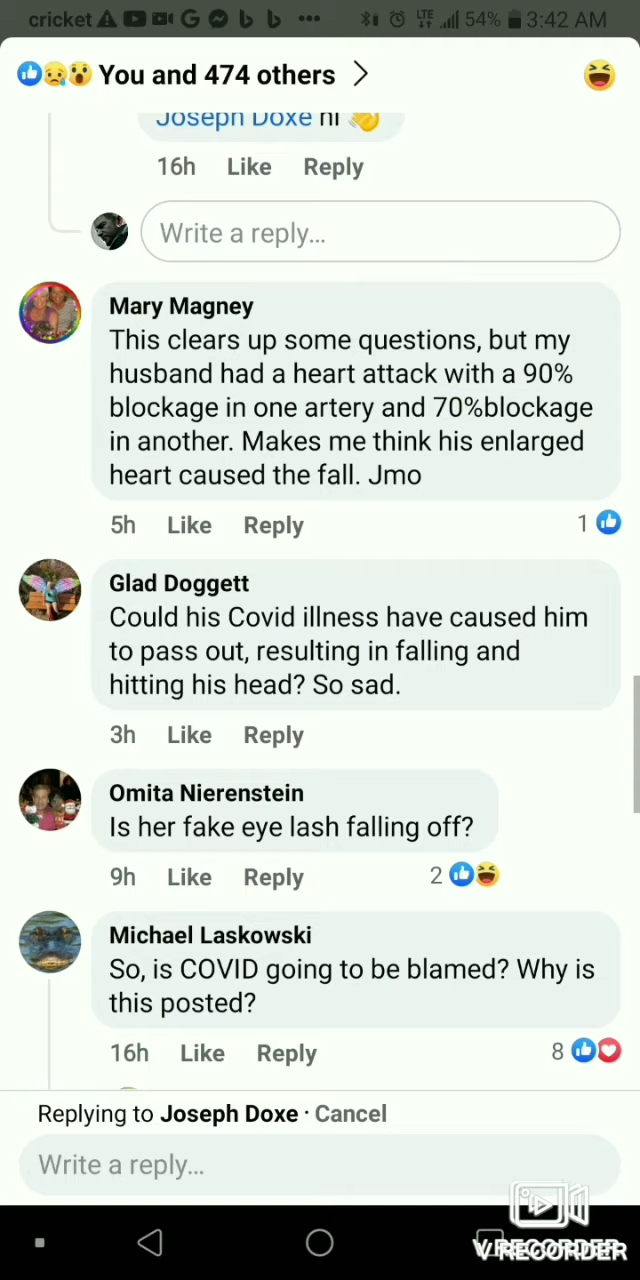 cricket 54% 3:42 AM
You and 474 others
Joseph Doxe hi
16h Like Reply
Write a reply...
Mary Magney
This clears up some questions, but my
husband had a heart attack with a 90%
blockage in one artery and 70%blockage
in another. Makes me think his enlarged
heart caused the fall. Jmo
5h Like Reply 1
Glad Doggett
Could his Covid illness have caused him
to pass out, resulting in falling and
hitting his head? So sad.
3h Like Reply
Omita Nierenstein
Is her fake eye lash falling off?
9h Like Reply 2
Michael Laskowski
So, is COVID going to be blamed? Why is
this posted?
16h Like Reply 8
Replying to Joseph Doxe · Cancel
Write a reply...
V RECORDER